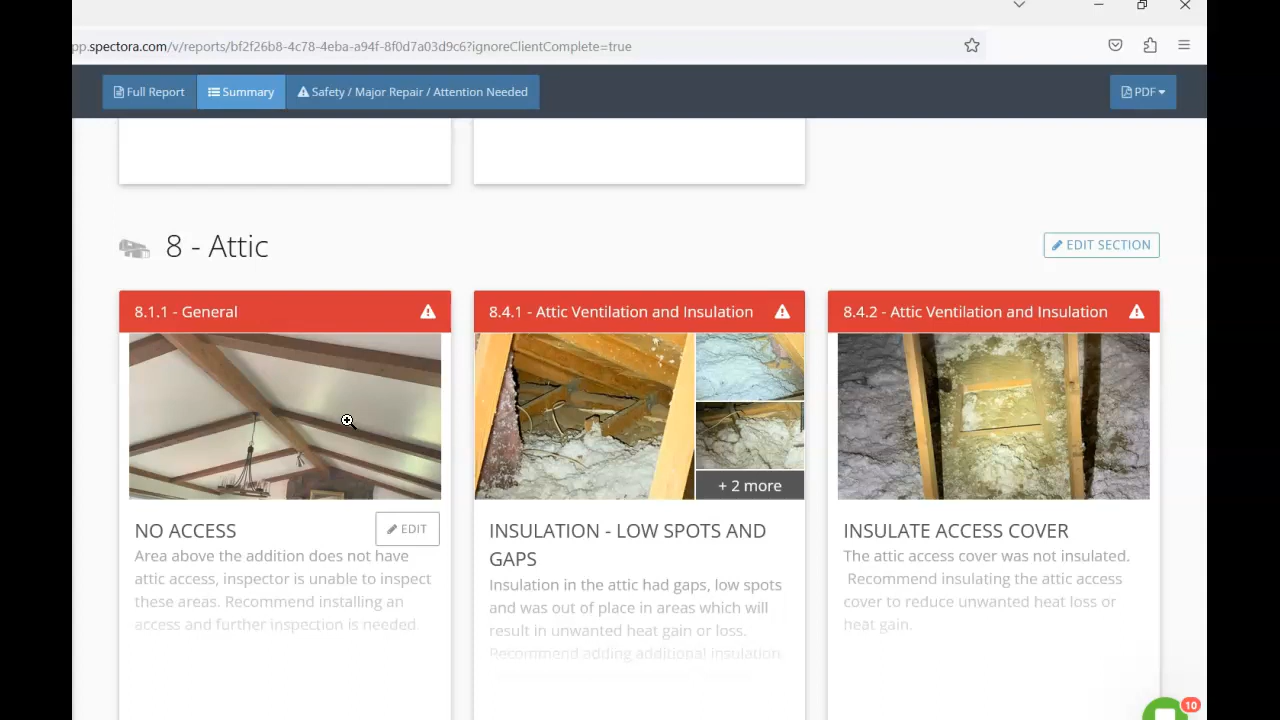 pp.spectora.com/v/reports/bf2f26b8-4c78-4eba-a94f-8f0d7a03d9c6?ignoreClientComplete=true
Full Report
Summary
Safety / Major Repair / Attention Needed
PDF
8 - Attic
EDIT SECTION
8.1.1 - General
NO ACCESS
EDIT
Area above the addition does not have
attic access, inspector is unable to inspect
these areas. Recommend installing an
access and further inspection is needed.
8.4.1 - Attic Ventilation and Insulation
+ 2 more
INSULATION - LOW SPOTS AND
GAPS
Insulation in the attic had gaps, low spots
and was out of place in areas which will
result in unwanted heat gain or loss.
Recommend adding additional insulation
8.4.2 - Attic Ventilation and Insulation
INSULATE ACCESS COVER
The attic access cover was not insulated.
Recommend insulating the attic access
cover to reduce unwanted heat loss or
heat gain.
10